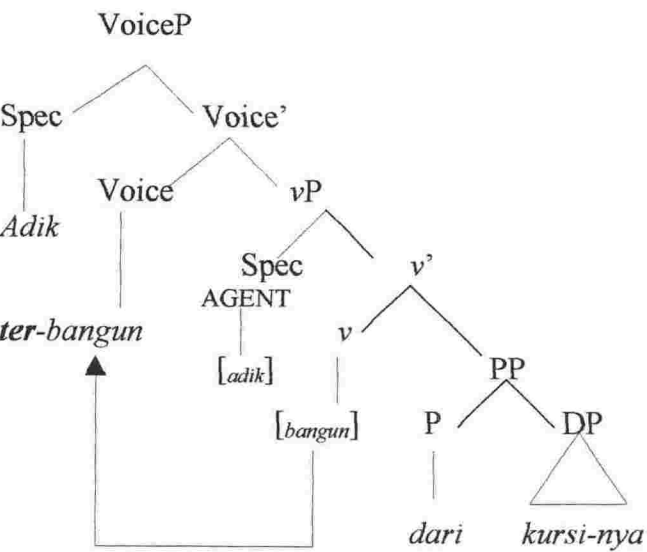 VoiceP
Spec Voice’
Voice vP
Adik
Spec v’
AGENT
ter-bangun v
[adik] PP
[bangun] P DP
dari kursi-nya